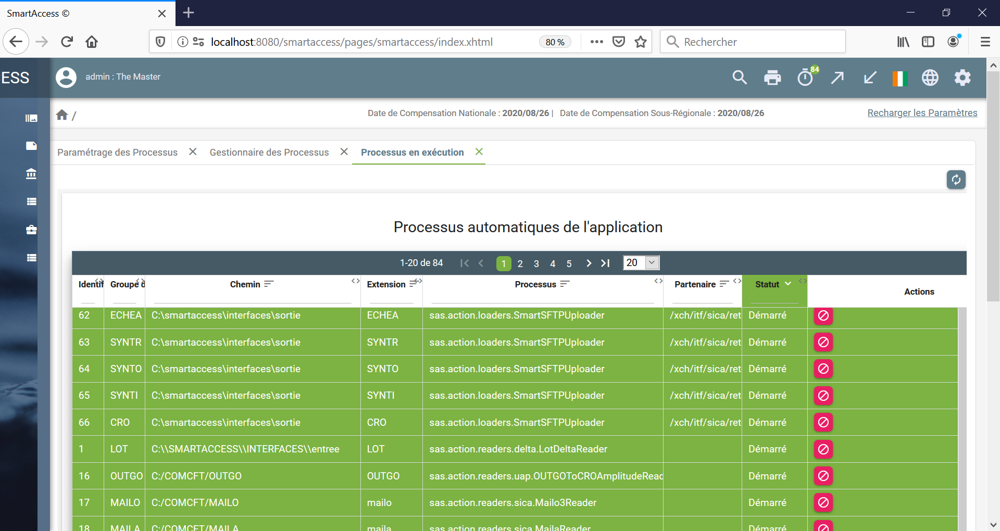 SmartAccess ©
localhost:8080/smartaccess/pages/smartaccess/index.xhtml
80 %
Rechercher
ESS
admin : The Master
84
/
Date de Compensation Nationale : 2020/08/26 | Date de Compensation Sous-Régionale : 2020/08/26
Recharger les Paramètres
Paramétrage des Processus
Gestionnaire des Processus
Processus en exécution
Processus automatiques de l'application
1-20 de 84 1 2 3 4 5 20
Identif Groupe d Chemin Extension Processus Partenaire Statut Actions
62 ECHEA C:\smartaccess\interfaces\sortie ECHEA sas.action.loaders.SmartSFTPUploader /xch/itf/sica/ret Démarré
63 SYNTR C:\smartaccess\interfaces\sortie SYNTR sas.action.loaders.SmartSFTPUploader /xch/itf/sica/ret Démarré
64 SYNTO C:\smartaccess\interfaces\sortie SYNTO sas.action.loaders.SmartSFTPUploader /xch/itf/sica/ret Démarré
65 SYNTI C:\smartaccess\interfaces\sortie SYNTI sas.action.loaders.SmartSFTPUploader /xch/itf/sica/ret Démarré
66 CRO C:\smartaccess\interfaces\sortie CRO sas.action.loaders.SmartSFTPUploader /xch/itf/sica/ret Démarré
1 LOT C:\\SMARTACCESS\\INTERFACES\\entree LOT sas.action.readers.delta.LotDeltaReader Démarré
16 OUTGO C:/COMCFT/OUTGO OUTGO sas.action.readers.uap.OUTGOToCROAmplitudeReac Démarré
17 MAILO C:/COMCFT/MAILO mailo sas.action.readers.sica.Mailo3Reader Démarré
18 MAILA C:/COMCFT/MAILA maila sas.action.readers.sica.MailaReader Démarré